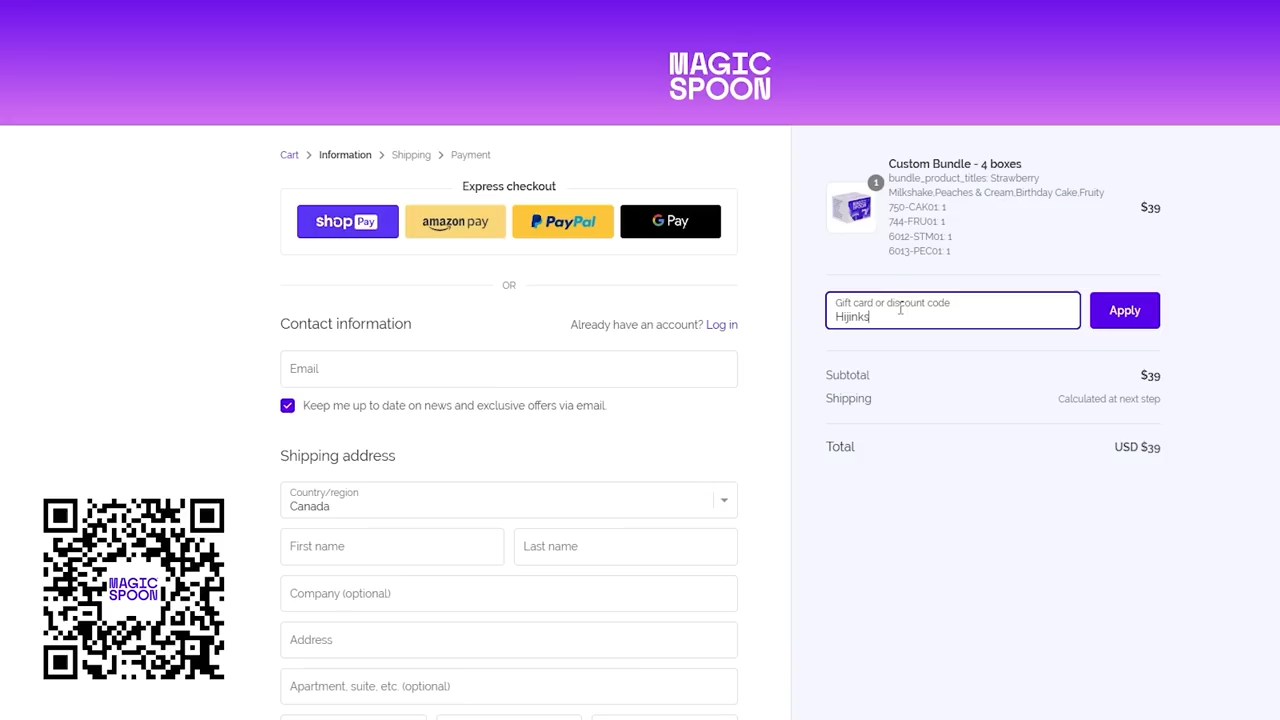 MAGIC
SPOON
Cart > Information > Shipping > Payment
Express checkout
shop Pay
amazon pay
PayPal
G Pay
OR
Contact information
Already have an account? Log in
Email
Keep me up to date on news and exclusive offers via email.
Shipping address
Country/region
Canada
First name
Last name
Company (optional)
Address
Apartment, suite, etc. (optional)
MAGIC
SPOON
1
Custom Bundle - 4 boxes
bundle_product_titles: Strawberry
Milkshake,Peaches & Cream,Birthday Cake,Fruity
750-CAK01: 1
744-FRU01: 1
6012-STM01: 1
6013-PEC01: 1
$39
Gift card or discount code
Hijinks
Apply
Subtotal
$39
Shipping
Calculated at next step
Total
USD $39